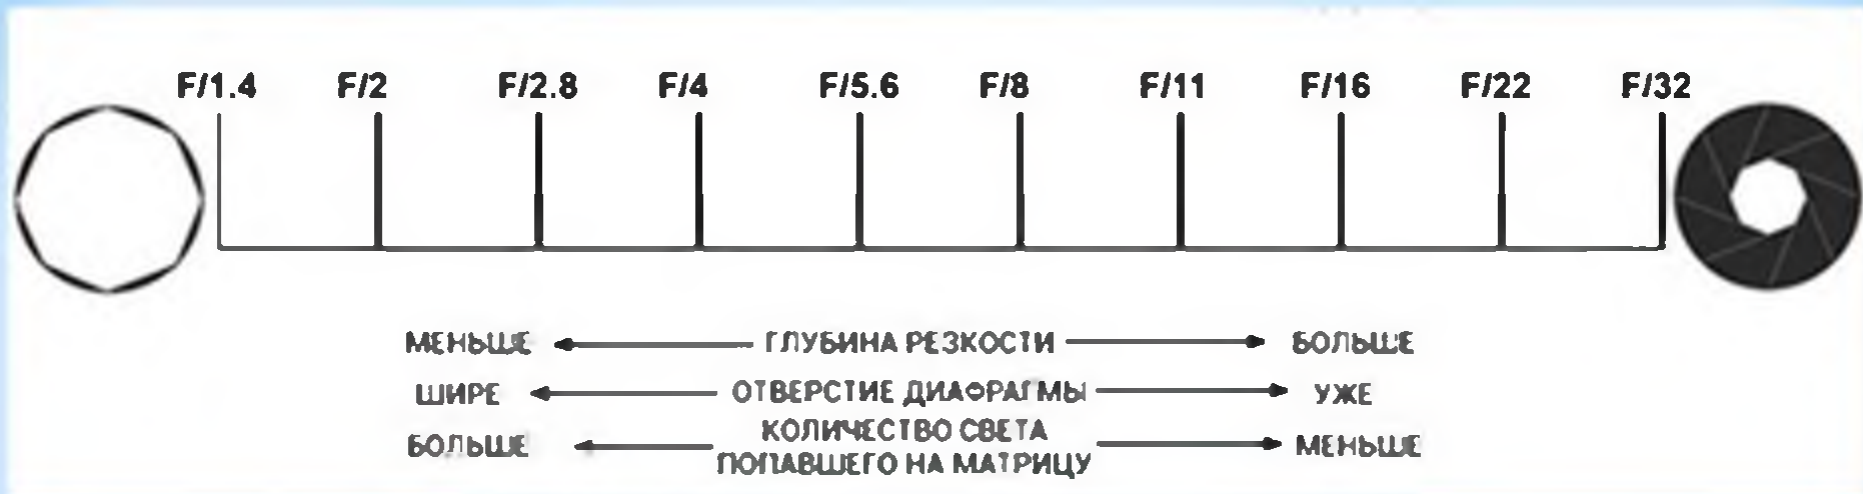 F/1.4 F/2 F/2.8 F/4 F/5.6 F/8 F/11 F/16 F/22 F/32
МЕНЬШЕ ГЛУБИНА РЕЗКОСТИ БОЛЬШЕ
ШИРЕ ОТВЕРСТИЕ ДИАФРАГМЫ УЖЕ
БОЛЬШЕ КОЛИЧЕСТВО СВЕТА
ПОПАВШЕГО НА МАТРИЦУ МЕНЬШЕ